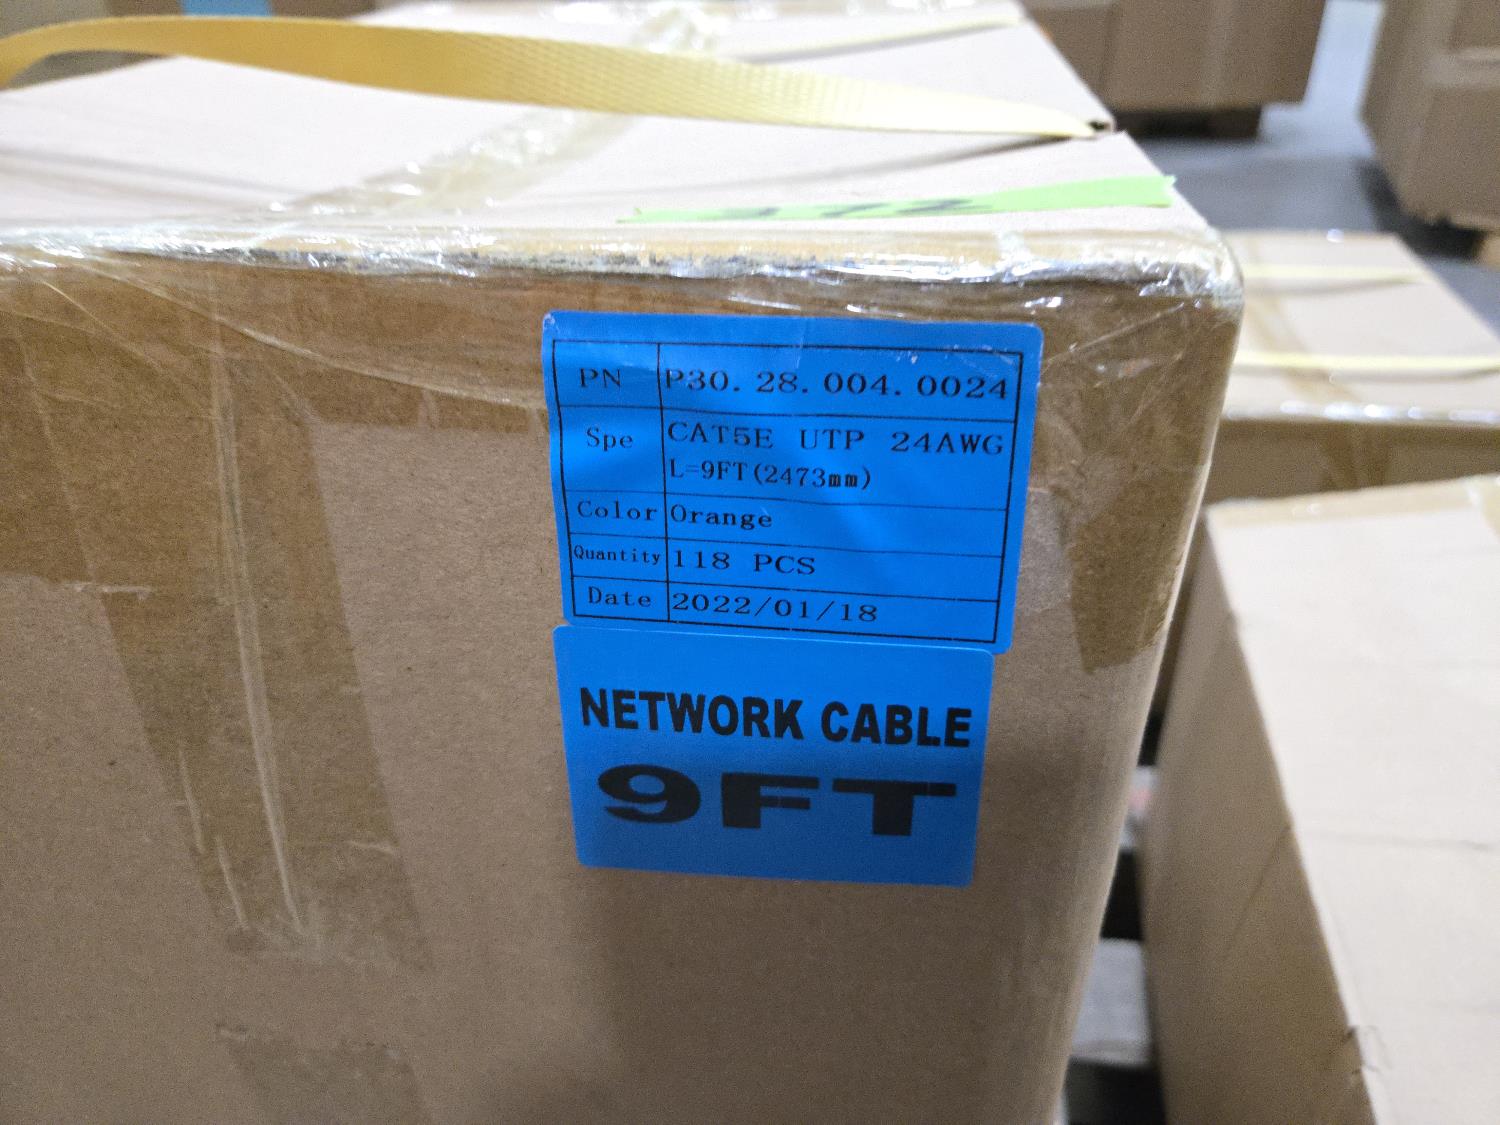 PN P30.28.004.0024
Spe CAT5E UTP 24AWG
L=9FT(2473mm)
Color Orange
Quantity 118 PCS
Date 2022/01/18
NETWORK CABLE
9FT